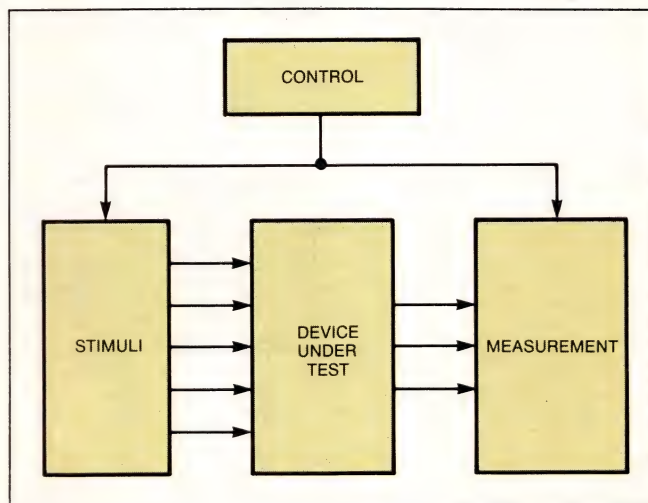 CONTROL
STIMULI
DEVICE
UNDER
TEST
MEASUREMENT